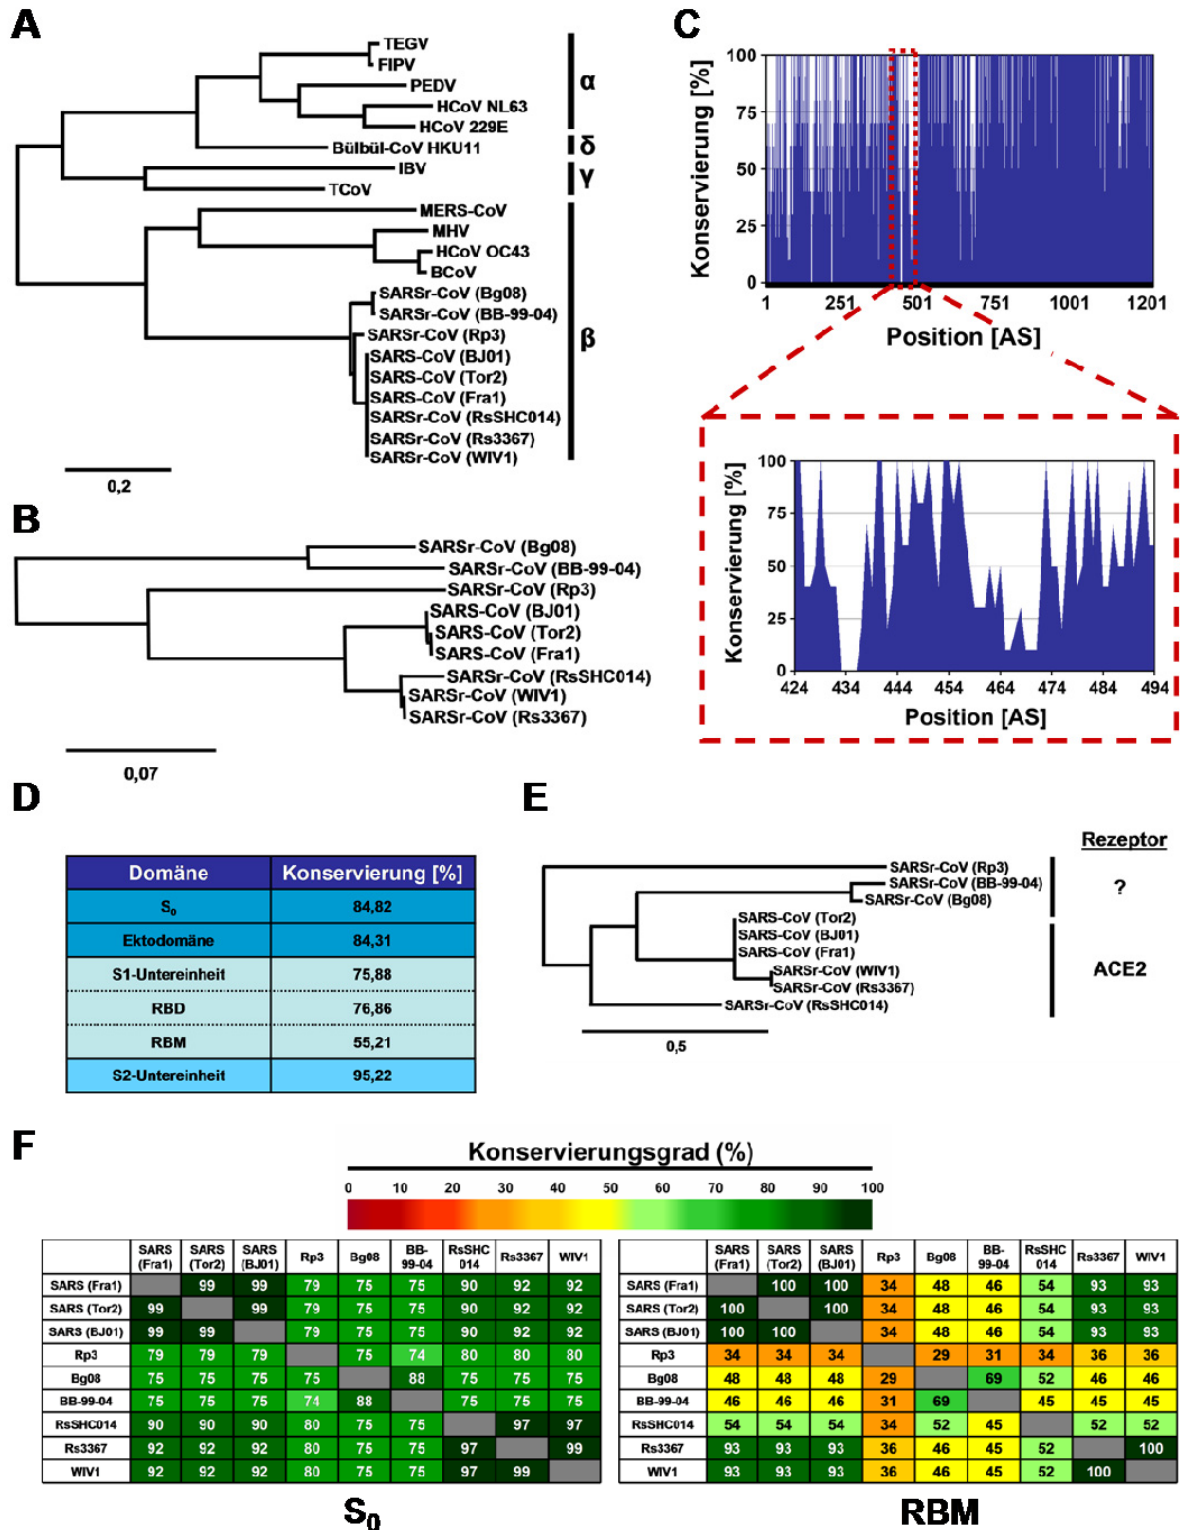 A
TEGV
FIPV
PEDV
HCoV NL63
HCoV 229E
Bülbül-CoV HKU11
IBV
TCoV
MERS-CoV
MHV
HCoV OC43
BCoV
SARSr-CoV (Bg08)
SARSr-CoV (BB-99-04)
SARSr-CoV (Rp3)
SARS-CoV (BJ01)
SARS-CoV (Tor2)
SARS-CoV (Fra1)
SARSr-CoV (RsSHC014)
SARSr-CoV (Rs3367)
SARSr-CoV (WIV1)
α
δ
γ
β
0,2
B
SARSr-CoV (Bg08)
SARSr-CoV (BB-99-04)
SARSr-CoV (Rp3)
SARS-CoV (BJ01)
SARS-CoV (Tor2)
SARS-CoV (Fra1)
SARSr-CoV (RsSHC014)
SARSr-CoV (WIV1)
SARSr-CoV (Rs3367)
0,07
C
Konservierung [%]
100
75
50
25
0
1 251 501 751 1001 1201
Position [AS]
Konservierung [%]
100
75
50
25
0
424 434 444 454 464 474 484 494
Position [AS]
D
Domäne Konservierung [%]
S0 84,82
Ektodomäne 84,31
S1-Untereinheit 75,88
RBD 76,86
RBM 55,21
S2-Untereinheit 95,22
E
Rezeptor
SARSr-CoV (Rp3)
SARSr-CoV (BB-99-04)
SARSr-CoV (Bg08)
SARS-CoV (Tor2)
SARS-CoV (BJ01)
SARS-CoV (Fra1)
SARSr-CoV (WIV1)
SARSr-CoV (Rs3367)
SARSr-CoV (RsSHC014)
?
ACE2
0,5
F
Konservierungsgrad (%)
0 10 20 30 40 50 60 70 80 90 100
SARS (Fra1) SARS (Tor2) SARS (BJ01) Rp3 Bg08 BB-99-04 RsSHC014 Rs3367 WIV1
SARS (Fra1) 99 99 79 75 75 90 92 92
SARS (Tor2) 99 99 79 75 75 90 92 92
SARS (BJ01) 99 99 79 75 75 90 92 92
Rp3 79 79 79 75 74 80 80 80
Bg08 75 75 75 75 88 75 75 75
BB-99-04 75 75 75 74 88 75 75 75
RsSHC014 90 90 90 80 75 75 97 97
Rs3367 92 92 92 80 75 75 97 99
WIV1 92 92 92 80 75 75 97 99
S0
SARS (Fra1) SARS (Tor2) SARS (BJ01) Rp3 Bg08 BB-99-04 RsSHC014 Rs3367 WIV1
SARS (Fra1) 100 100 34 48 46 54 93 93
SARS (Tor2) 100 100 34 48 46 54 93 93
SARS (BJ01) 100 100 34 48 46 54 93 93
Rp3 34 34 34 29 31 34 36 36
Bg08 48 48 48 29 69 52 46 46
BB-99-04 46 46 46 31 69 45 45 45
RsSHC014 54 54 54 34 52 45 52 52
Rs3367 93 93 93 36 46 45 52 100
WIV1 93 93 93 36 46 45 52 100
RBM